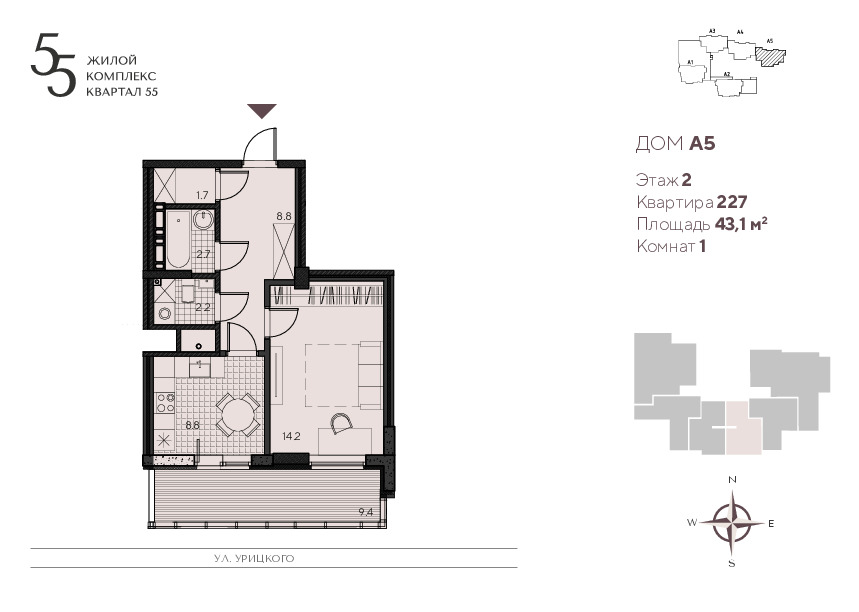 55
ЖИЛОЙ
КОМПЛЕКС
КВАРТАЛ 55
A3
A4
A5
A1
A2
ДОМ А5
Этаж 2
Квартира 227
Площадь 43,1 м²
Комнат 1
1.7
8.8
2.7
2.2
8.8
14.2
9.4
УЛ. УРИЦКОГО
N
W
E
S